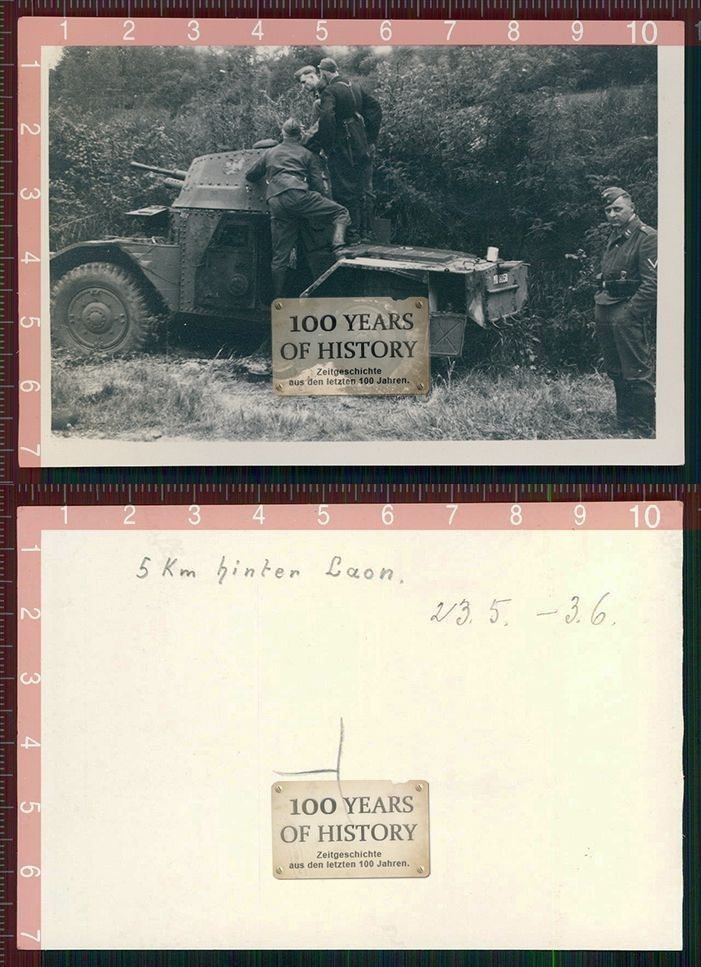 1 2 3 4 5 6 7 8 9 10
1
2
3
4
5
6
7
100 YEARS
OF HISTORY
Zeitgeschichte
aus den letzten 100 Jahren.
1 2 3 4 5 6 7 8 9 10
1
2
3
4
5
6
7
5 Km hinter Laon.
23. 5. – 3. 6.
100 YEARS
OF HISTORY
Zeitgeschichte
aus den letzten 100 Jahren.